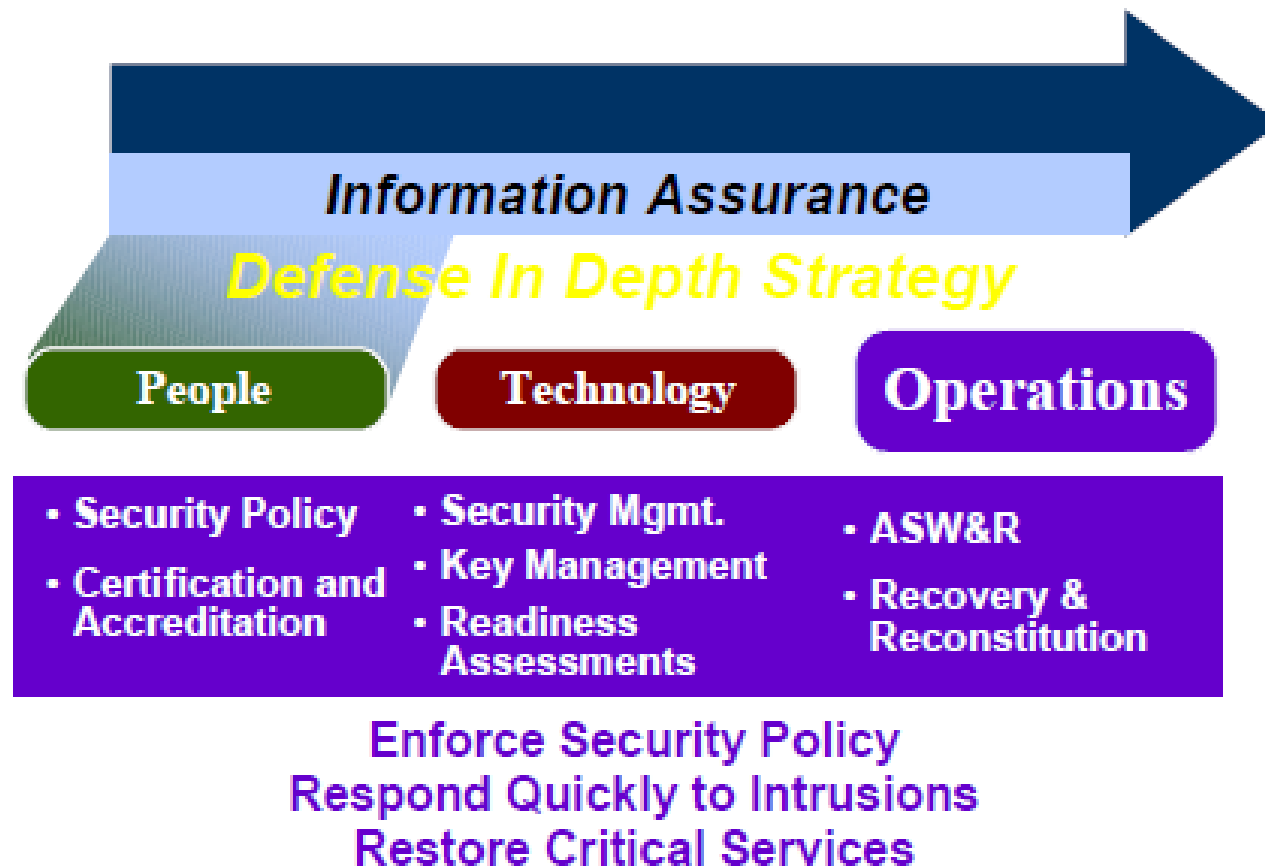 Information Assurance
Defense In Depth Strategy
People
Technology
Operations
• Security Policy
• Certification and
Accreditation
• Security Mgmt.
• Key Management
• Readiness
Assessments
• ASW&R
• Recovery &
Reconstitution
Enforce Security Policy
Respond Quickly to Intrusions
Restore Critical Services